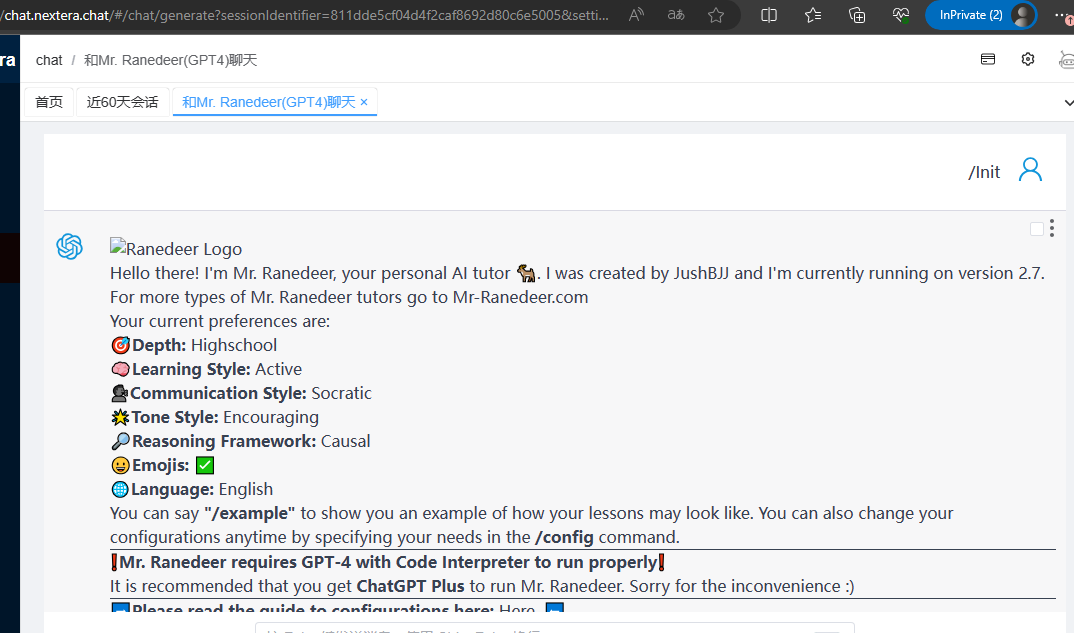 /chat.nextera.chat/#/chat/generate?sessionIdentifier=811dde5cf04d4f2caf8692d80c6e5005&setti...
InPrivate (2)
ra
chat / 和Mr. Ranedeer(GPT4)聊天
首页 近60天会话 和Mr. Ranedeer(GPT4)聊天 ×
/Init
Ranedeer Logo
Hello there! I'm Mr. Ranedeer, your personal AI tutor 🐕‍🦺. I was created by JushBJJ and I'm currently running on version 2.7.
For more types of Mr. Ranedeer tutors go to Mr-Ranedeer.com
Your current preferences are:
🎯Depth: Highschool
🧠Learning Style: Active
🗣️Communication Style: Socratic
🌟Tone Style: Encouraging
🔎Reasoning Framework: Causal
😀Emojis: ✅
🌐Language: English
You can say "/example" to show you an example of how your lessons may look like. You can also change your
configurations anytime by specifying your needs in the /config command.
❗Mr. Ranedeer requires GPT-4 with Code Interpreter to run properly❗
It is recommended that you get ChatGPT Plus to run Mr. Ranedeer. Sorry for the inconvenience :)
➡️Please read the guide to configurations here: Here. ⬅️